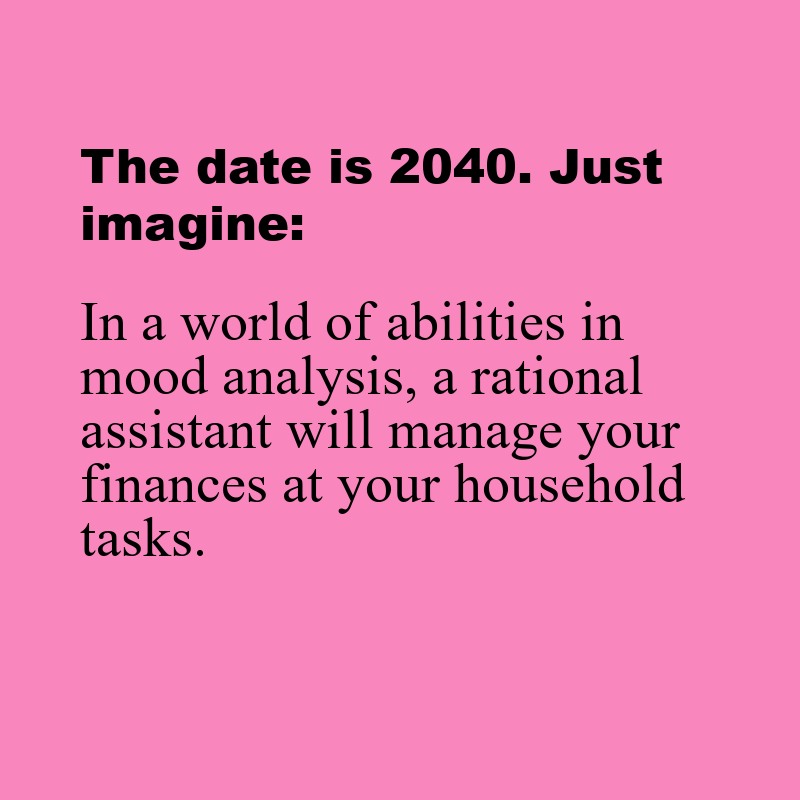 The date is 2040. Just
imagine:
In a world of abilities in
mood analysis, a rational
assistant will manage your
finances at your household
tasks.